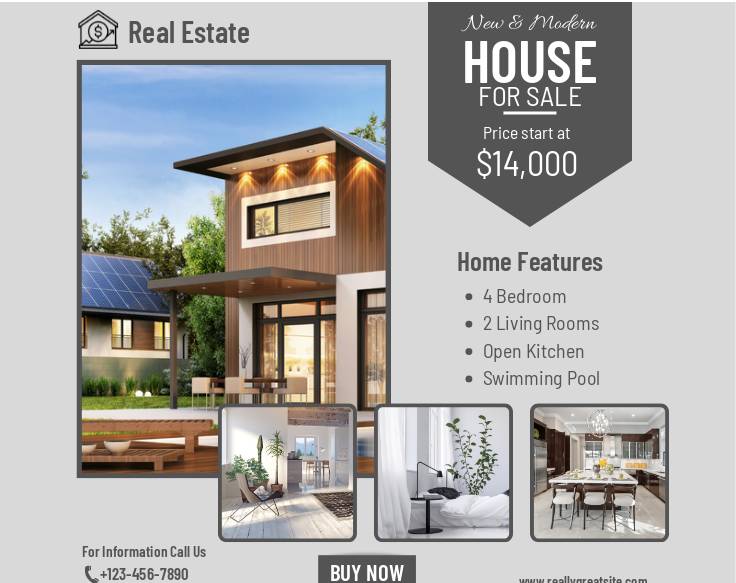 Real Estate
New & Modern
HOUSE
FOR SALE
Price start at
$14,000
Home Features
• 4 Bedroom
• 2 Living Rooms
• Open Kitchen
• Swimming Pool
For Information Call Us
+123-456-7890
BUY NOW
www.reallygreatsite.com